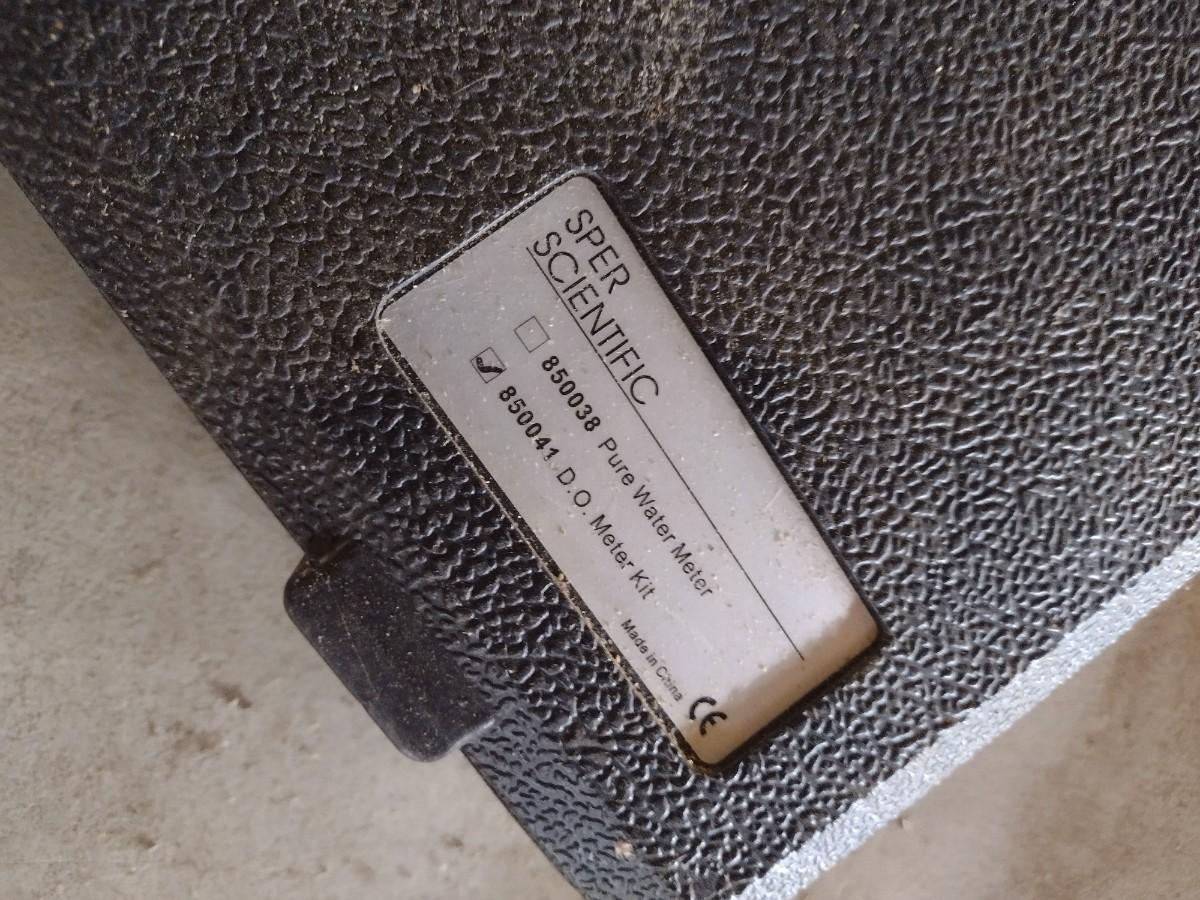 SPER
SCIENTIFIC
850038 Pure Water Meter
850041 D.O. Meter Kit
Made in China
CE